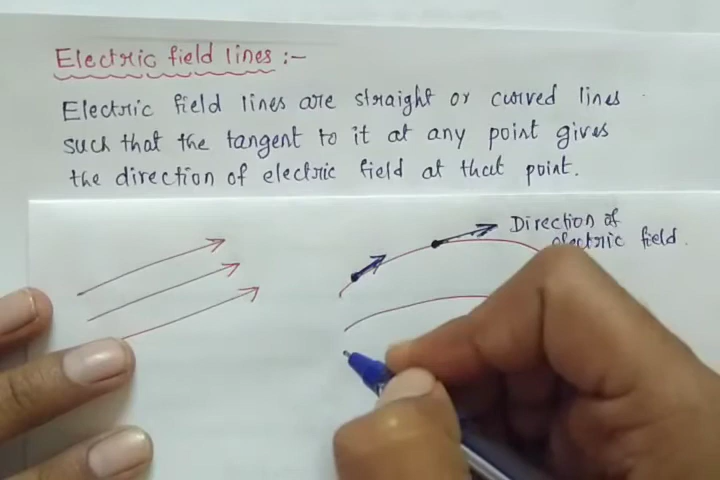 Electric field lines :-
Electric field lines are straight or curved lines
such that the tangent to it at any point gives
the direction of electric field at that point.
Direction of
electric field.